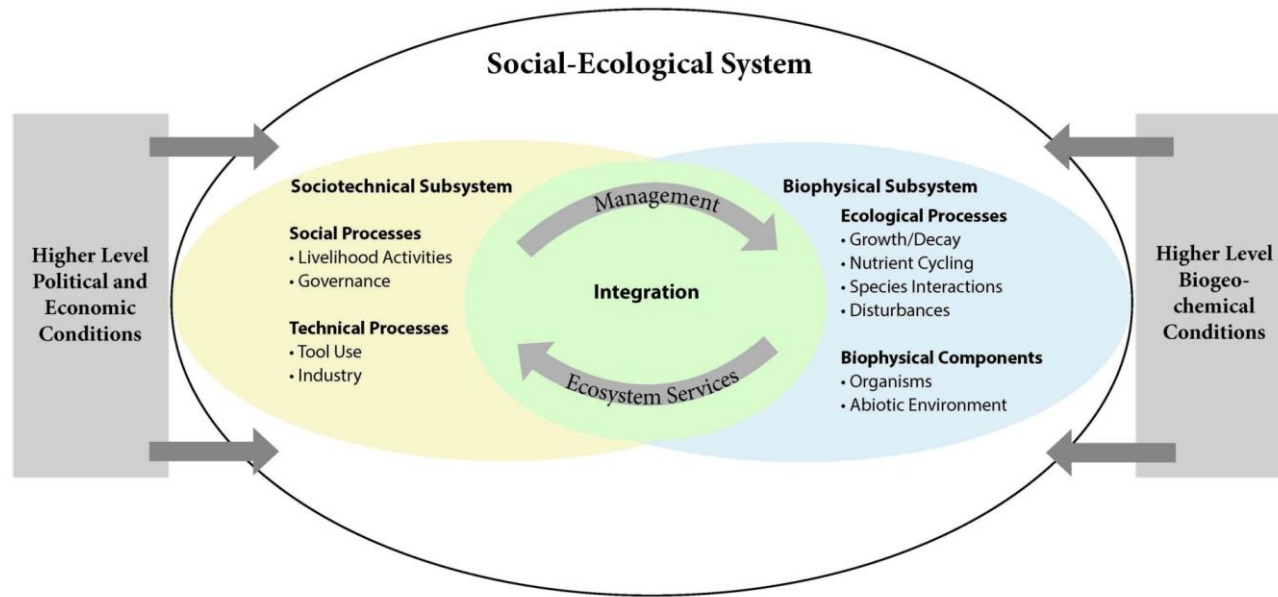 Social-Ecological System
Higher Level
Political and
Economic
Conditions
Sociotechnical Subsystem
Social Processes
• Livelihood Activities
• Governance
Technical Processes
• Tool Use
• Industry
Management
Integration
Ecosystem Services
Biophysical Subsystem
Ecological Processes
• Growth/Decay
• Nutrient Cycling
• Species Interactions
• Disturbances
Biophysical Components
• Organisms
• Abiotic Environment
Higher Level
Biogeo-
chemical
Conditions